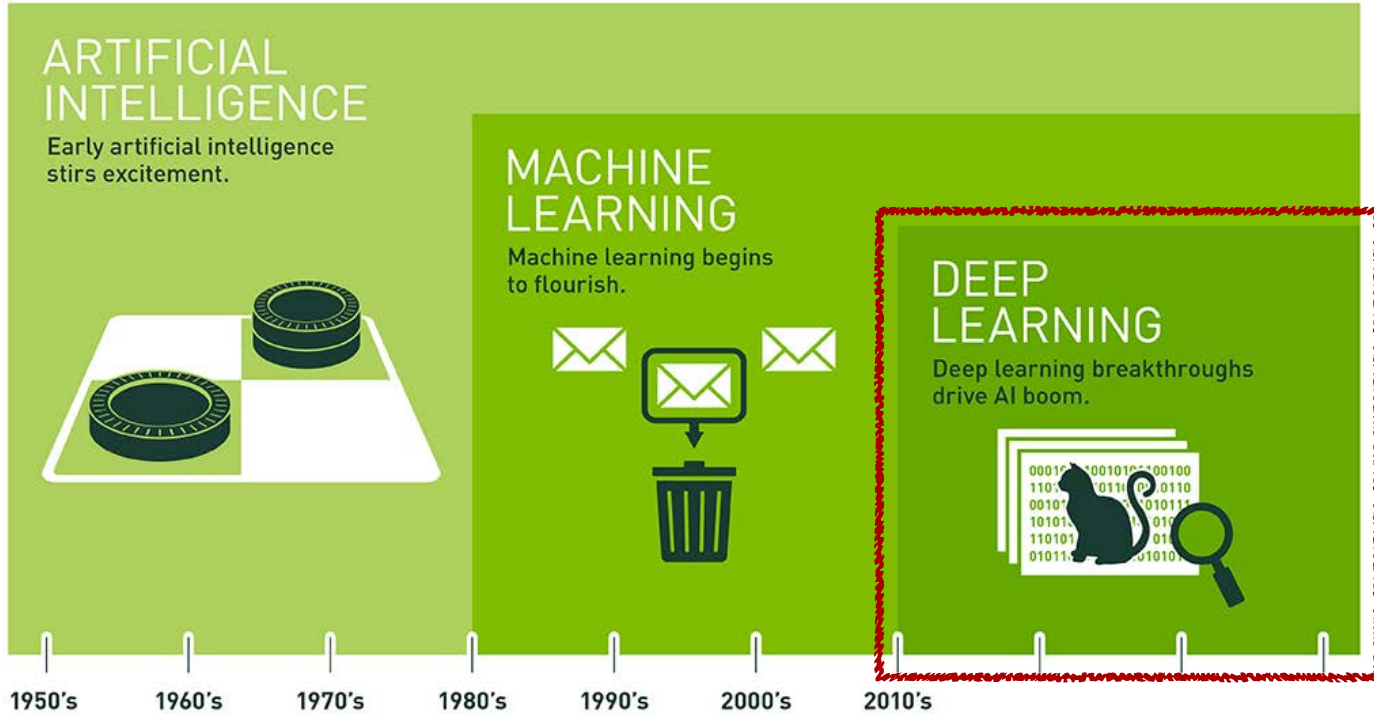 ARTIFICIAL
INTELLIGENCE
Early artificial intelligence
stirs excitement.
MACHINE
LEARNING
Machine learning begins
to flourish.
DEEP
LEARNING
Deep learning breakthroughs
drive AI boom.
1950's 1960's 1970's 1980's 1990's 2000's 2010's